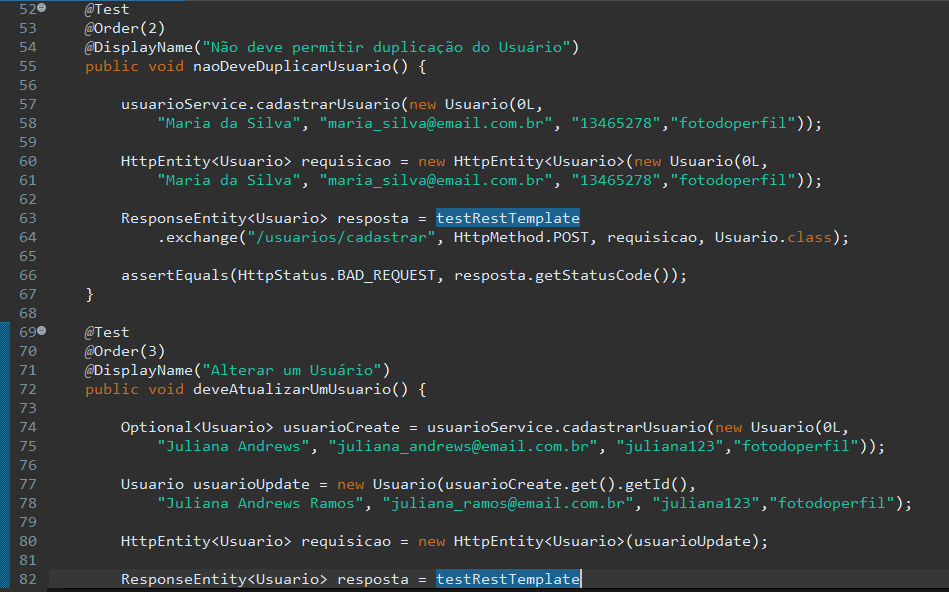 52 @Test
53 @Order(2)
54 @DisplayName("Não deve permitir duplicação do Usuário")
55 public void naoDeveDuplicarUsuario() {
56
57 usuarioService.cadastrarUsuario(new Usuario(0L,
58 "Maria da Silva", "maria_silva@email.com.br", "13465278","fotodoperfil"));
59
60 HttpEntity<Usuario> requisicao = new HttpEntity<Usuario>(new Usuario(0L,
61 "Maria da Silva", "maria_silva@email.com.br", "13465278","fotodoperfil"));
62
63 ResponseEntity<Usuario> resposta = testRestTemplate
64 .exchange("/usuarios/cadastrar", HttpMethod.POST, requisicao, Usuario.class);
65
66 assertEquals(HttpStatus.BAD_REQUEST, resposta.getStatusCode());
67 }
68
69 @Test
70 @Order(3)
71 @DisplayName("Alterar um Usuário")
72 public void deveAtualizarUmUsuario() {
73
74 Optional<Usuario> usuarioCreate = usuarioService.cadastrarUsuario(new Usuario(0L,
75 "Juliana Andrews", "juliana_andrews@email.com.br", "juliana123","fotodoperfil"));
76
77 Usuario usuarioUpdate = new Usuario(usuarioCreate.get().getId(),
78 "Juliana Andrews Ramos", "juliana_ramos@email.com.br", "juliana123","fotodoperfil");
79
80 HttpEntity<Usuario> requisicao = new HttpEntity<Usuario>(usuarioUpdate);
81
82 ResponseEntity<Usuario> resposta = testRestTemplate